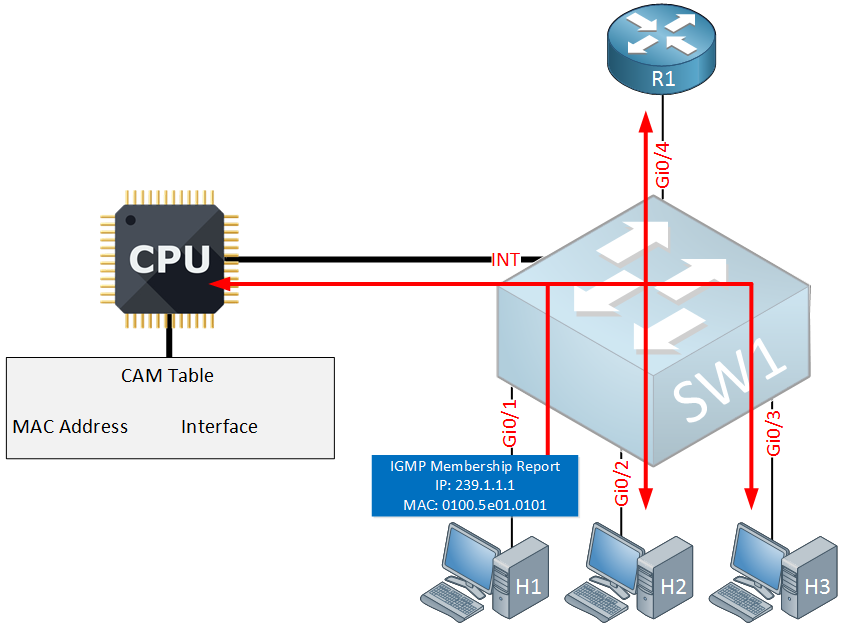 R1
Gi0/4
CPU
INT
SW1
CAM Table
MAC Address Interface
Gi0/1
Gi0/2
Gi0/3
IGMP Membership Report
IP: 239.1.1.1
MAC: 0100.5e01.0101
H1
H2
H3